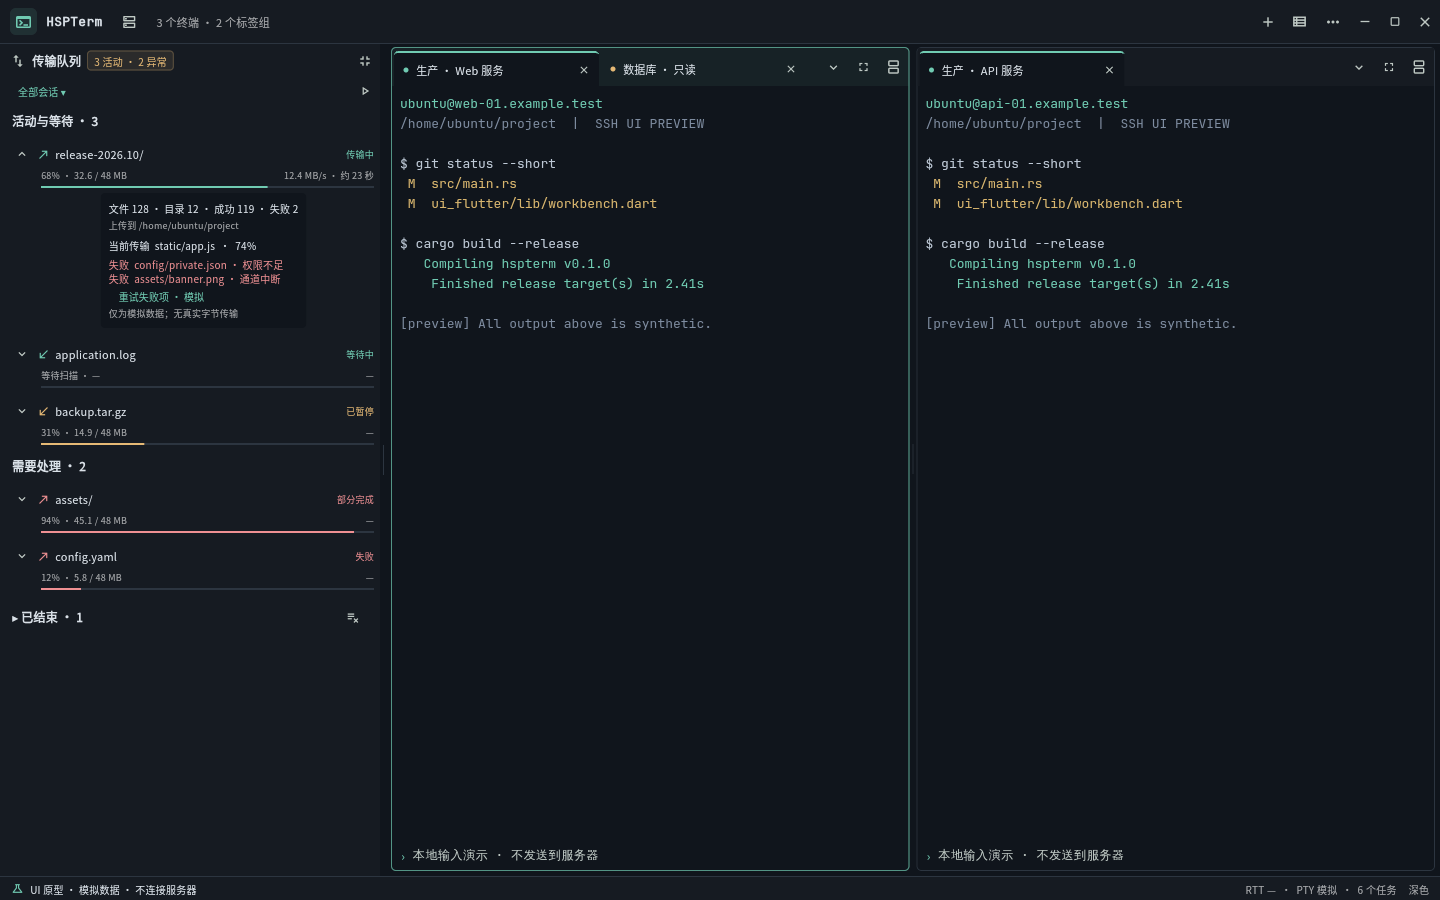 HSPTerm
3 个终端 · 2 个标签组
传输队列
3 活动 · 2 异常
全部会话 ▾
活动与等待 · 3
release-2026.10/
传输中
68% · 32.6 / 48 MB
12.4 MB/s · 约 23 秒
文件 128 · 目录 12 · 成功 119 · 失败 2
上传到 /home/ubuntu/project
当前传输 static/app.js · 74%
失败 config/private.json · 权限不足
失败 assets/banner.png · 通道中断
重试失败项 · 模拟
仅为模拟数据；无真实字节传输
application.log
等待中
等待扫描 · —
—
backup.tar.gz
已暂停
31% · 14.9 / 48 MB
—
需要处理 · 2
assets/
部分完成
94% · 45.1 / 48 MB
—
config.yaml
失败
12% · 5.8 / 48 MB
—
▸ 已结束 · 1
生产 · Web 服务
数据库 · 只读
ubuntu@web-01.example.test
/home/ubuntu/project | SSH UI PREVIEW
$ git status --short
M src/main.rs
M ui_flutter/lib/workbench.dart
$ cargo build --release
Compiling hspterm v0.1.0
Finished release target(s) in 2.41s
[preview] All output above is synthetic.
› 本地输入演示 · 不发送到服务器
生产 · API 服务
ubuntu@api-01.example.test
/home/ubuntu/project | SSH UI PREVIEW
$ git status --short
M src/main.rs
M ui_flutter/lib/workbench.dart
$ cargo build --release
Compiling hspterm v0.1.0
Finished release target(s) in 2.41s
[preview] All output above is synthetic.
› 本地输入演示 · 不发送到服务器
UI 原型 · 模拟数据 · 不连接服务器
RTT — · PTY 模拟 · 6 个任务 深色